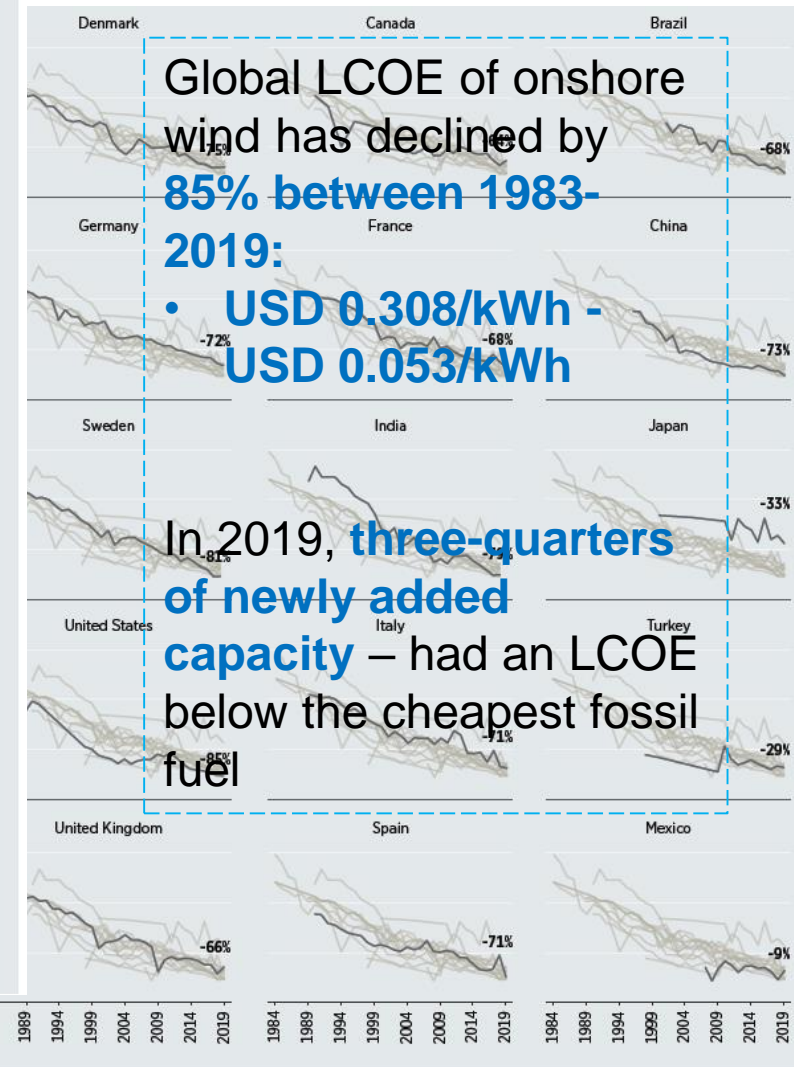 Denmark
Canada
Brazil
Global LCOE of onshore
wind has declined by
85% between 1983-
2019:
• USD 0.308/kWh -
USD 0.053/kWh
In 2019, three-quarters
of newly added
capacity – had an LCOE
below the cheapest fossil
fuel
-75%
-68%
Germany
France
China
-72%
-68%
-73%
Sweden
India
Japan
-81%
-33%
United States
Italy
Turkey
-85%
-71%
-29%
United Kingdom
Spain
Mexico
-66%
-71%
-9%
1989 1994 1999 2004 2009 2014 2019
1984 1989 1994 1999 2004 2009 2014 2019
1984 1989 1994 1999 2004 2009 2014 2019